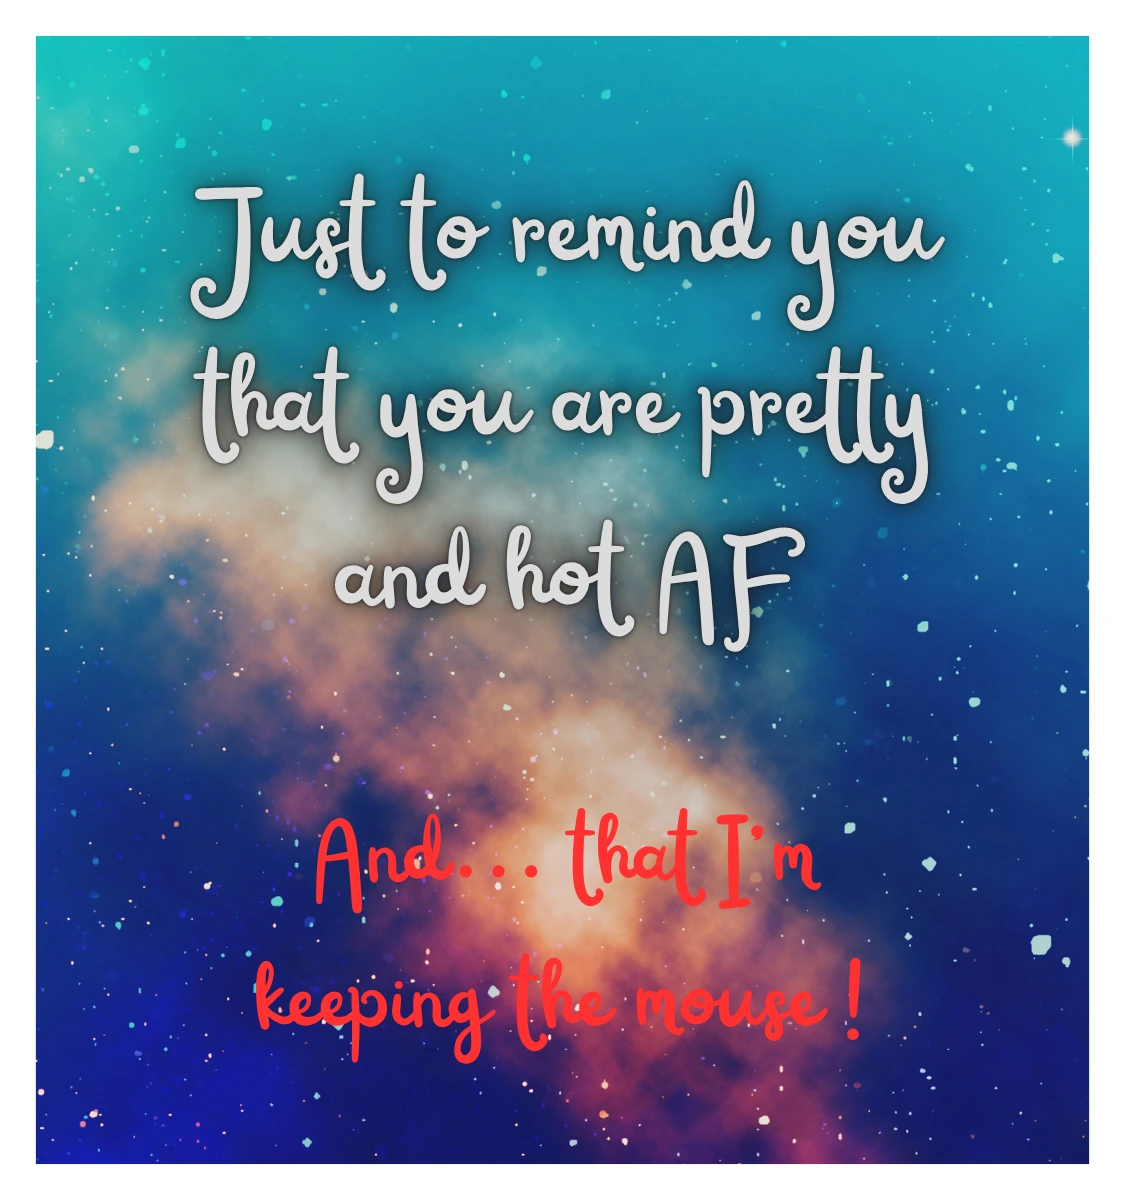 Just to remind you
that you are pretty
and hot AF
And... that I'm
keeping the mouse !